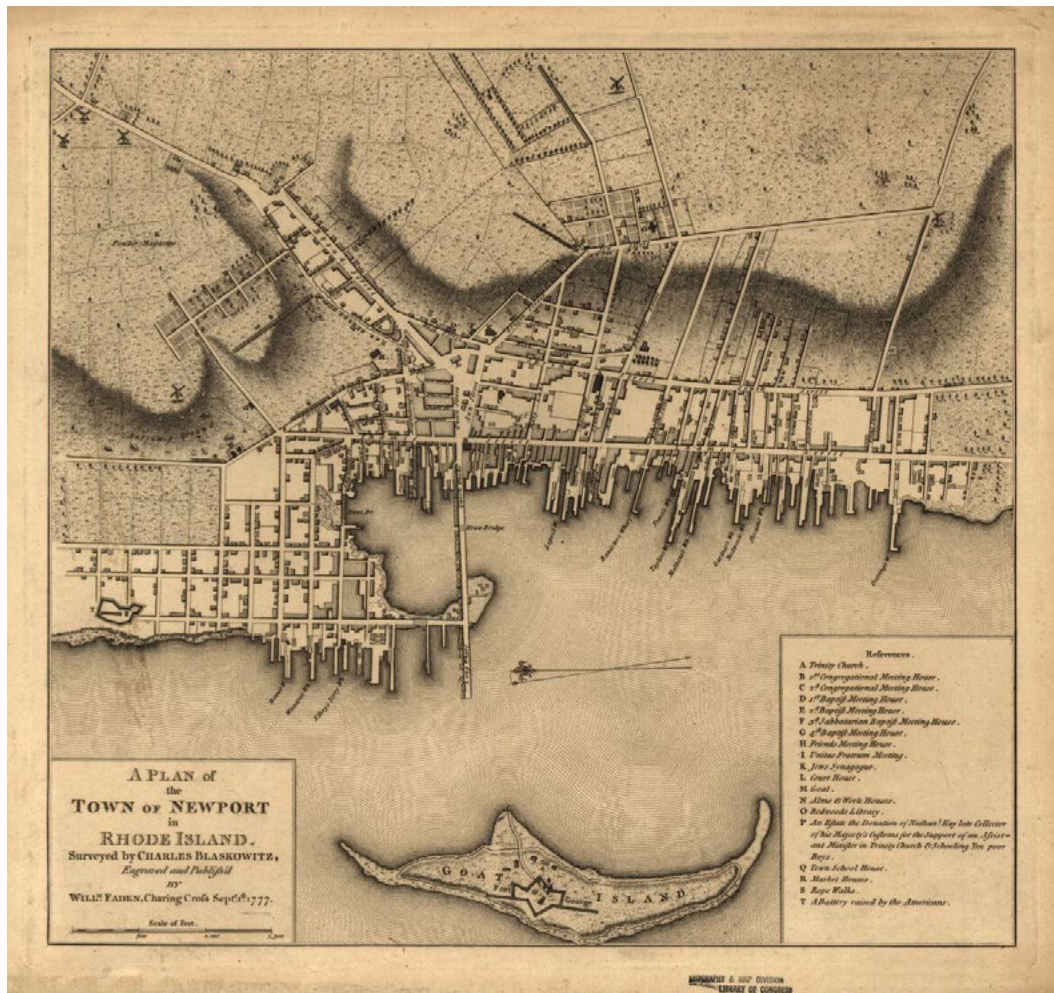 Powder Magazine
Draw Bridge
GOAT ISLAND
Fort George
A PLAN of
the
TOWN OF NEWPORT
in
RHODE ISLAND.
Surveyed by CHARLES BLASKOWITZ,
Engraved and Publish'd
BY
WILLM. FADEN, Charing Cross Septr. 1st. 1777.
Scale of Feet.
References.
A Trinity Church.
B 1st Congregational Meeting House.
C 2d Congregational Meeting House.
D 1st Baptist Meeting House.
E 2d Baptist Meeting House.
F 3d Sabbatarian Baptist Meeting House.
G 4th Baptist Meeting House.
H Friends Meeting House.
I Unitas Fratrum Meeting.
K Jews Synagogue.
L Court House.
M Goal.
N Alms & Work Houses.
O Redwoods Library.
P An Estate the Donation of Nathanl. Kay late Collector
of his Majesty's Customs for the Support of an Assist-
ant Minister in Trinity Church & Schooling Ten poor
Boys.
Q Town School House.
R Market Houses.
S Rope Walks.
T A Battery raised by the Americans.
GEOGRAPHY & MAP DIVISION
LIBRARY OF CONGRESS